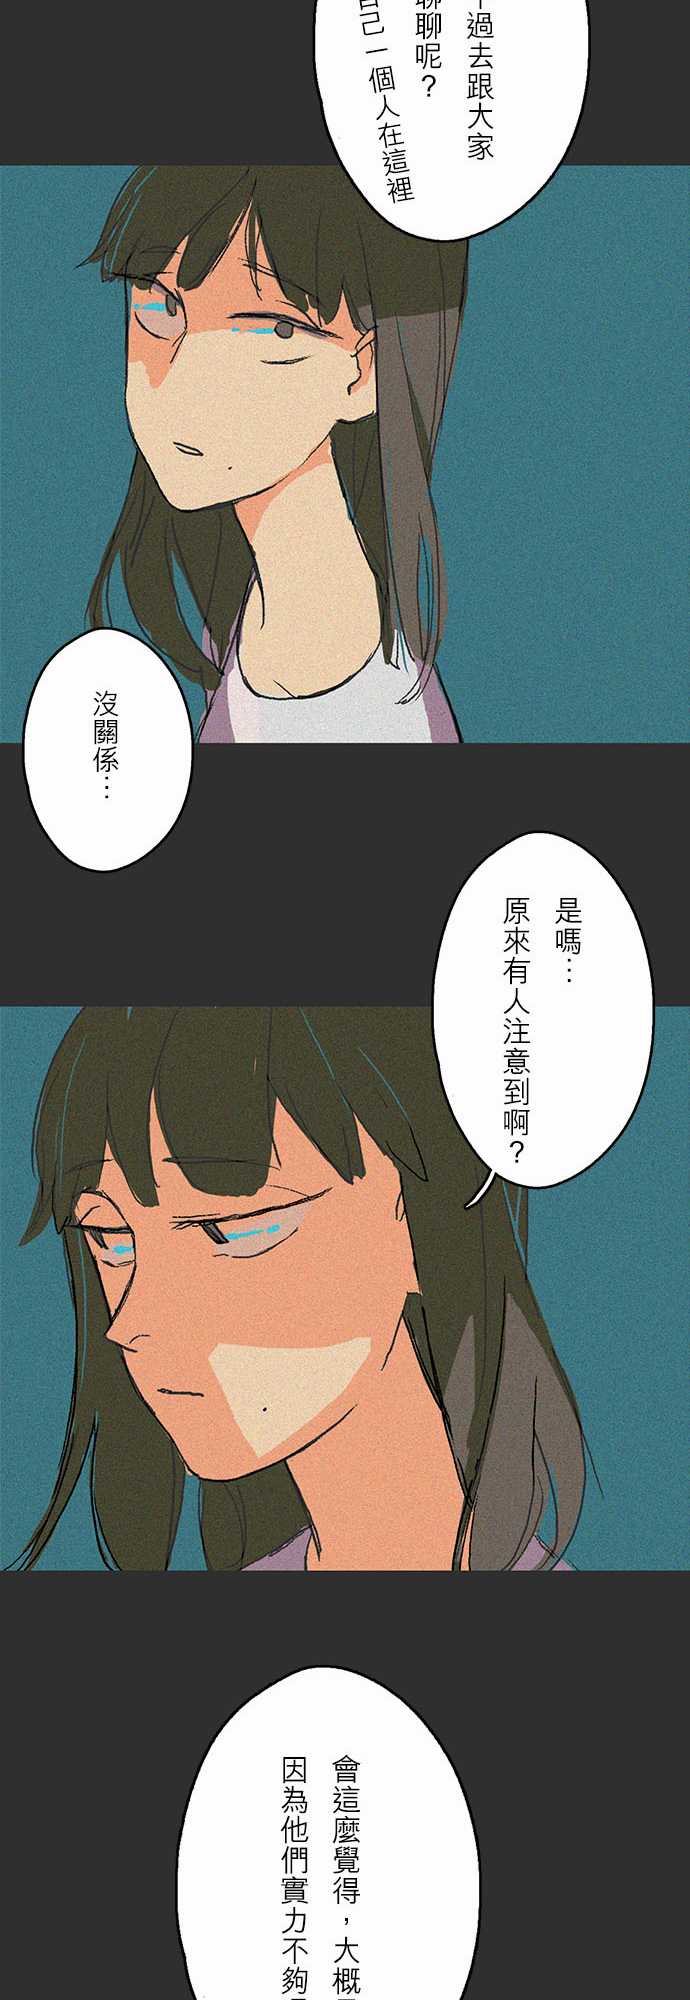 過去跟大家
聊聊呢？
自己一個人在這裡
沒關係…
是嗎…
原來有人注意到啊？
會這麼覺得，大概
因為他們實力不夠